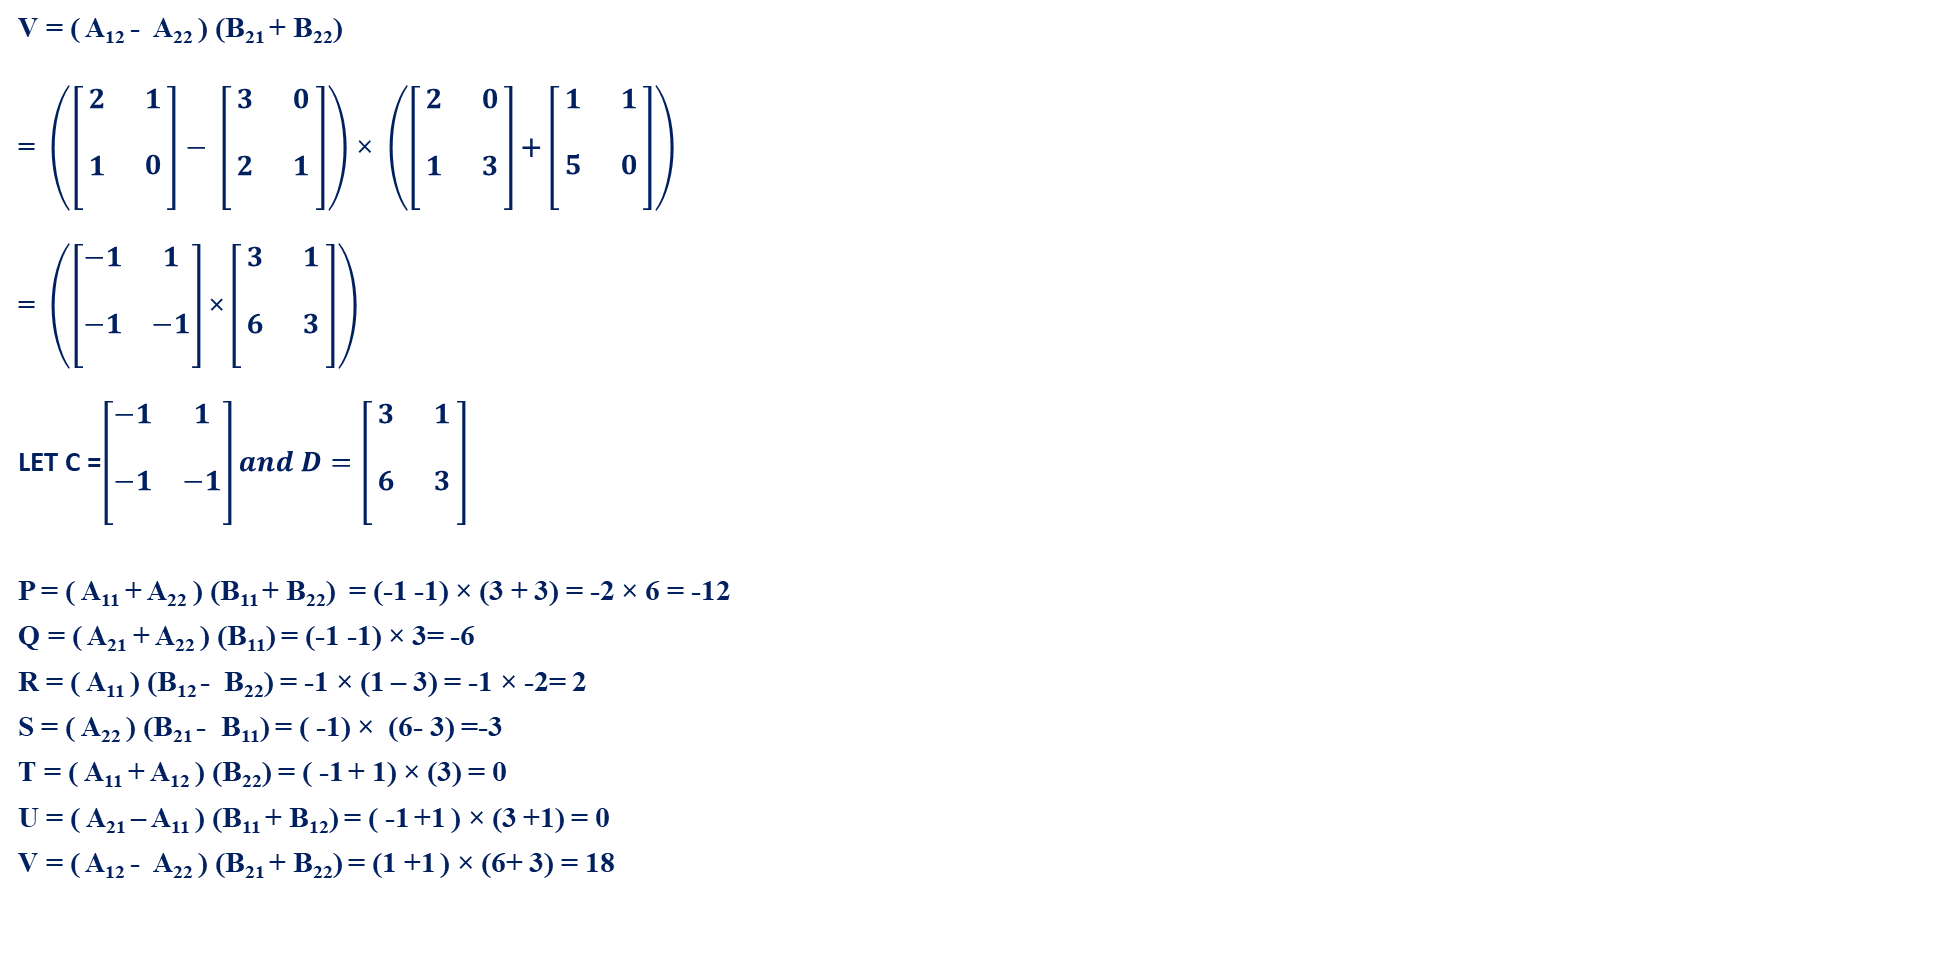 V = ( A₁₂ - A₂₂ ) (B₂₁ + B₂₂)
= ([2 1; 1 0] − [3 0; 2 1]) × ([2 0; 1 3] + [1 1; 5 0])
= ([−1 1; −1 −1] × [3 1; 6 3])
LET C = [−1 1; −1 −1] and D = [3 1; 6 3]
P = ( A₁₁ + A₂₂ ) (B₁₁ + B₂₂) = (-1 -1) × (3 + 3) = -2 × 6 = -12
Q = ( A₂₁ + A₂₂ ) (B₁₁) = (-1 -1) × 3= -6
R = ( A₁₁ ) (B₁₂ - B₂₂) = -1 × (1 – 3) = -1 × -2= 2
S = ( A₂₂ ) (B₂₁ - B₁₁) = ( -1) × (6- 3) =-3
T = ( A₁₁ + A₁₂ ) (B₂₂) = ( -1 + 1) × (3) = 0
U = ( A₂₁ – A₁₁ ) (B₁₁ + B₁₂) = ( -1 +1 ) × (3 +1) = 0
V = ( A₁₂ - A₂₂ ) (B₂₁ + B₂₂) = (1 +1 ) × (6+ 3) = 18